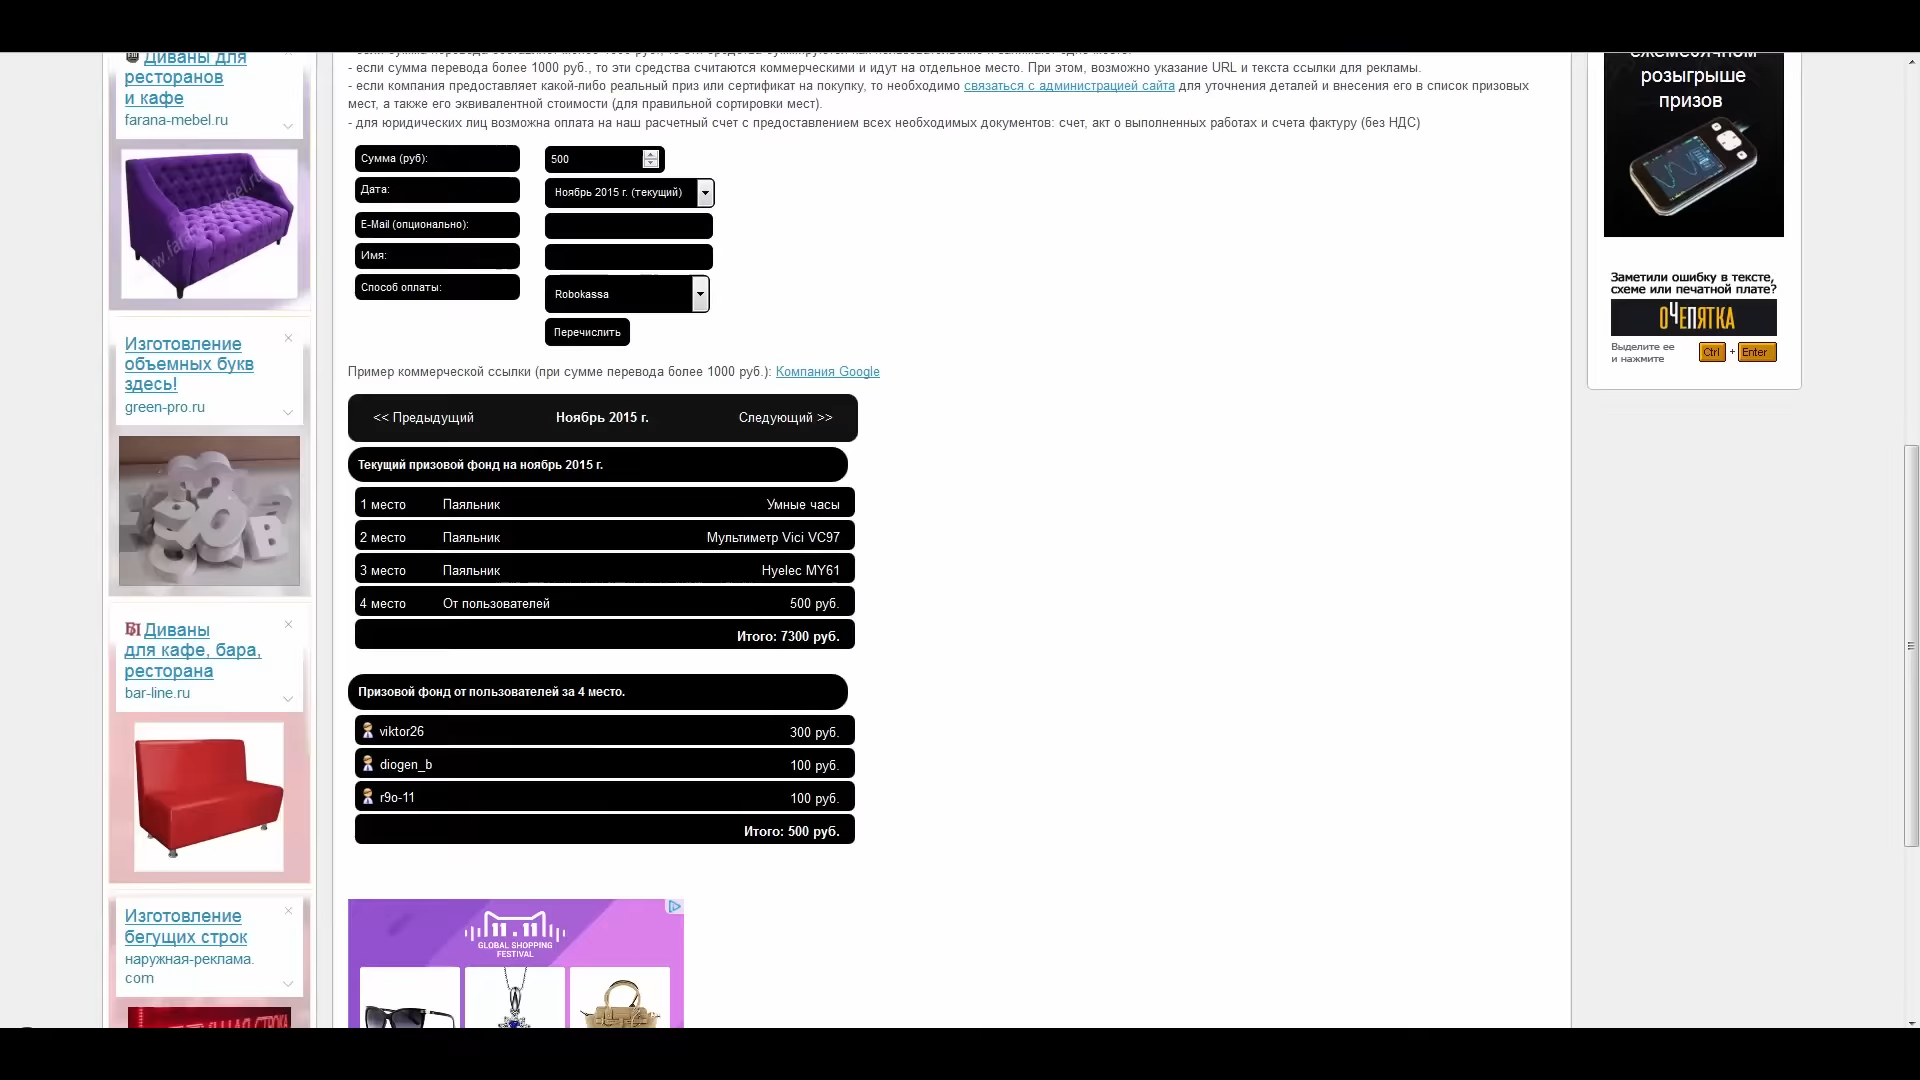 Диваны для
ресторанов
и кафе
farana-mebel.ru
Изготовление
объемных букв
здесь!
green-pro.ru
Диваны
для кафе, бара,
ресторана
bar-line.ru
Изготовление
бегущих строк
наружная-реклама.
com
- если сумма перевода более 1000 руб., то эти средства считаются коммерческими и идут на отдельное место. При этом, возможно указание URL и текста ссылки для рекламы.
- если компания предоставляет какой-либо реальный приз или сертификат на покупку, то необходимо связаться с администрацией сайта для уточнения деталей и внесения его в список призовых
мест, а также его эквивалентной стоимости (для правильной сортировки мест).
- для юридических лиц возможна оплата на наш расчетный счет с предоставлением всех необходимых документов: счет, акт о выполненных работах и счета фактуру (без НДС)
Сумма (руб): 500
Дата: Ноябрь 2015 г. (текущий)
E-Mail (опционально):
Имя:
Способ оплаты: Robokassa
Перечислить
Пример коммерческой ссылки (при сумме перевода более 1000 руб.): Компания Google
<< Предыдущий Ноябрь 2015 г. Следующий >>
Текущий призовой фонд на ноябрь 2015 г.
1 место Паяльник Умные часы
2 место Паяльник Мультиметр Vici VC97
3 место Паяльник Hyelec MY61
4 место От пользователей 500 руб.
Итого: 7300 руб.
Призовой фонд от пользователей за 4 место.
viktor26 300 руб.
diogen_b 100 руб.
r9o-11 100 руб.
Итого: 500 руб.
11.11
GLOBAL SHOPPING
FESTIVAL
ежемесячном
розыгрыше
призов
Заметили ошибку в тексте,
схеме или печатной плате?
ОЧЕПЯТКА
Выделите ее
и нажмите
Ctrl + Enter